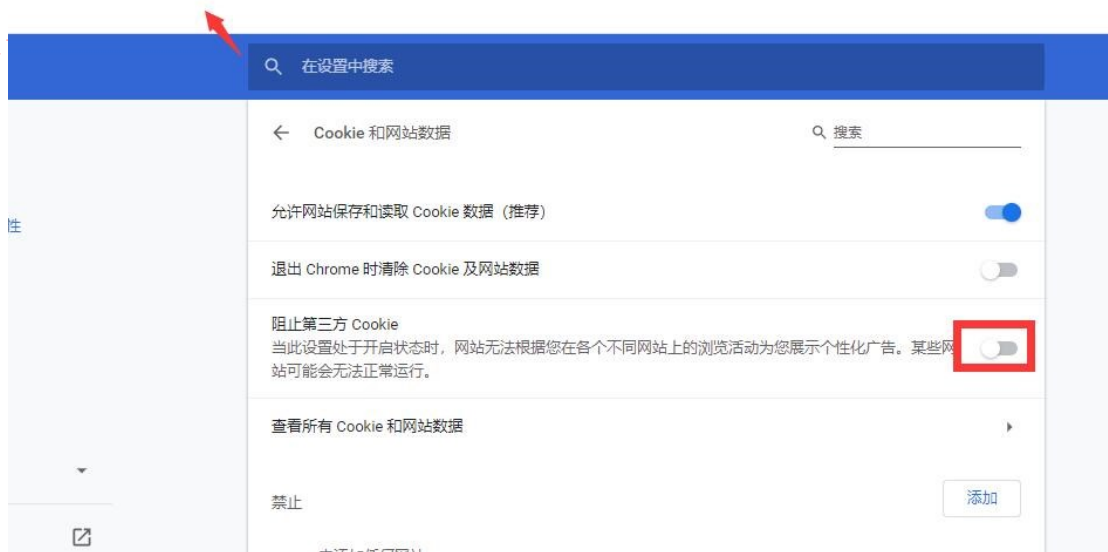 在设置中搜索
Cookie 和网站数据
搜索
允许网站保存和读取 Cookie 数据（推荐）
性
退出 Chrome 时清除 Cookie 及网站数据
阻止第三方 Cookie
当此设置处于开启状态时，网站无法根据您在各个不同网站上的浏览活动为您展示个性化广告。某些网
站可能会无法正常运行。
查看所有 Cookie 和网站数据
禁止
添加